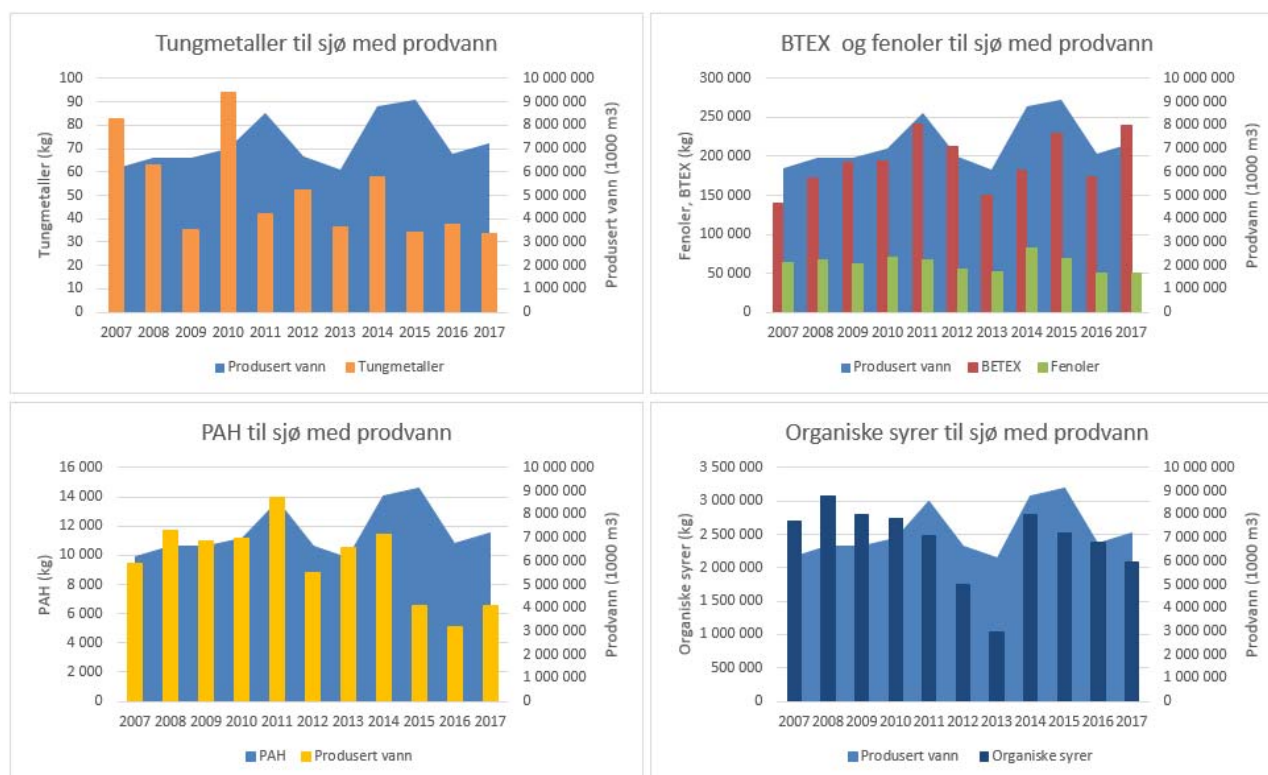 Tungmetaller til sjø med prodvann
Tungmetaller (kg)
100
90
80
70
60
50
40
30
20
10
0
10 000 000
9 000 000
8 000 000
7 000 000
6 000 000
5 000 000
4 000 000
3 000 000
2 000 000
1 000 000
0
Produsert vann (1000 m3)
2007 2008 2009 2010 2011 2012 2013 2014 2015 2016 2017
Produsert vann Tungmetaller
BTEX og fenoler til sjø med prodvann
Fenoler, BTEX (kg)
300 000
250 000
200 000
150 000
100 000
50 000
0
10 000 000
9 000 000
8 000 000
7 000 000
6 000 000
5 000 000
4 000 000
3 000 000
2 000 000
1 000 000
0
Prodvann (1000 m3)
2007 2008 2009 2010 2011 2012 2013 2014 2015 2016 2017
Produsert vann BETEX Fenoler
PAH til sjø med prodvann
PAH (kg)
16 000
14 000
12 000
10 000
8 000
6 000
4 000
2 000
0
10 000 000
9 000 000
8 000 000
7 000 000
6 000 000
5 000 000
4 000 000
3 000 000
2 000 000
1 000 000
0
Prodvann (1000 m3)
2007 2008 2009 2010 2011 2012 2013 2014 2015 2016 2017
PAH Produsert vann
Organiske syrer til sjø med prodvann
Organiske syrer (kg)
3 500 000
3 000 000
2 500 000
2 000 000
1 500 000
1 000 000
500 000
0
10 000 000
9 000 000
8 000 000
7 000 000
6 000 000
5 000 000
4 000 000
3 000 000
2 000 000
1 000 000
0
Prodvann (1000 m3)
2007 2008 2009 2010 2011 2012 2013 2014 2015 2016 2017
Produsert vann Organiske syrer